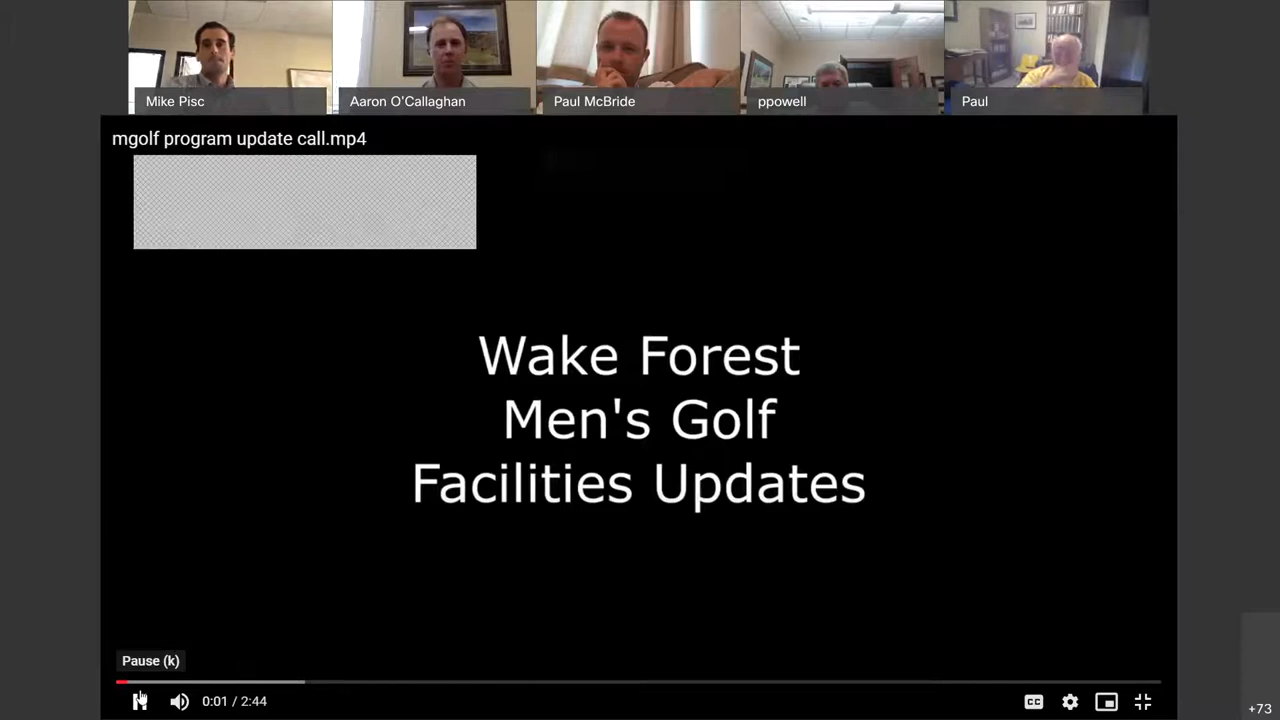 Mike Pisc
Aaron O'Callaghan
Paul McBride
ppowell
Paul
mgolf program update call.mp4
Wake Forest
Men's Golf
Facilities Updates
Pause (k)
0:01 / 2:44
CC
+73